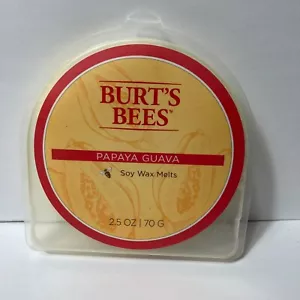 BURT'S
BEES
PAPAYA GUAVA
Soy Wax Melts
2.5 OZ | 70 G